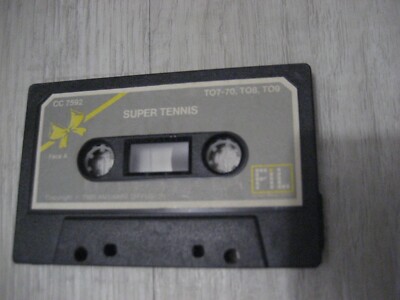 CC 7592
TO7-70, TO8, TO9
SUPER TENNIS
FACE A
FIL